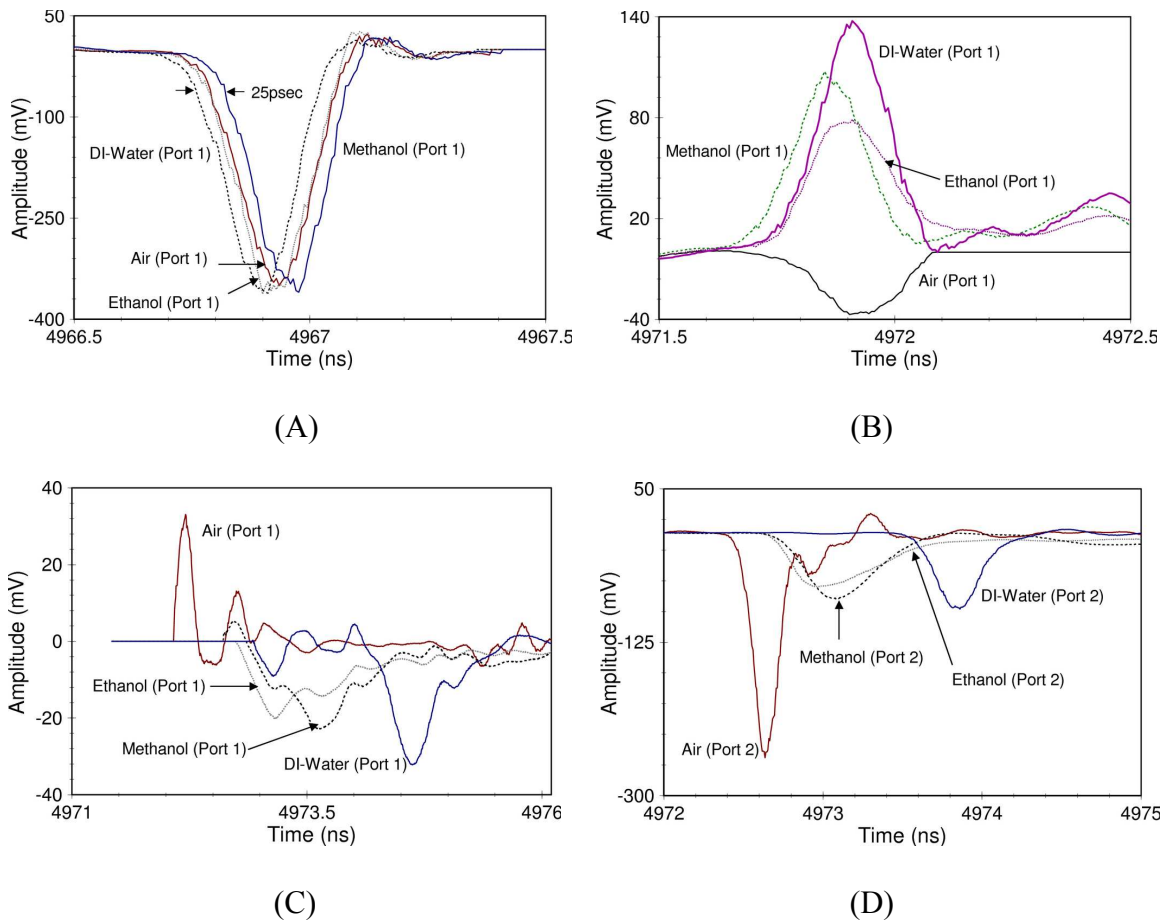 50
-100
-250
-400
Amplitude (mV)
25psec
DI-Water (Port 1)
Methanol (Port 1)
Air (Port 1)
Ethanol (Port 1)
4966.5
4967
4967.5
Time (ns)
(A)
140
80
20
-40
Amplitude (mV)
DI-Water (Port 1)
Methanol (Port 1)
Ethanol (Port 1)
Air (Port 1)
4971.5
4972
4972.5
Time (ns)
(B)
40
20
0
-20
-40
Amplitude (mV)
Air (Port 1)
Ethanol (Port 1)
Methanol (Port 1)
DI-Water (Port 1)
4971
4973.5
4976
Time (ns)
(C)
50
-125
-300
Amplitude (mV)
DI-Water (Port 2)
Methanol (Port 2)
Ethanol (Port 2)
Air (Port 2)
4972
4973
4974
4975
Time (ns)
(D)